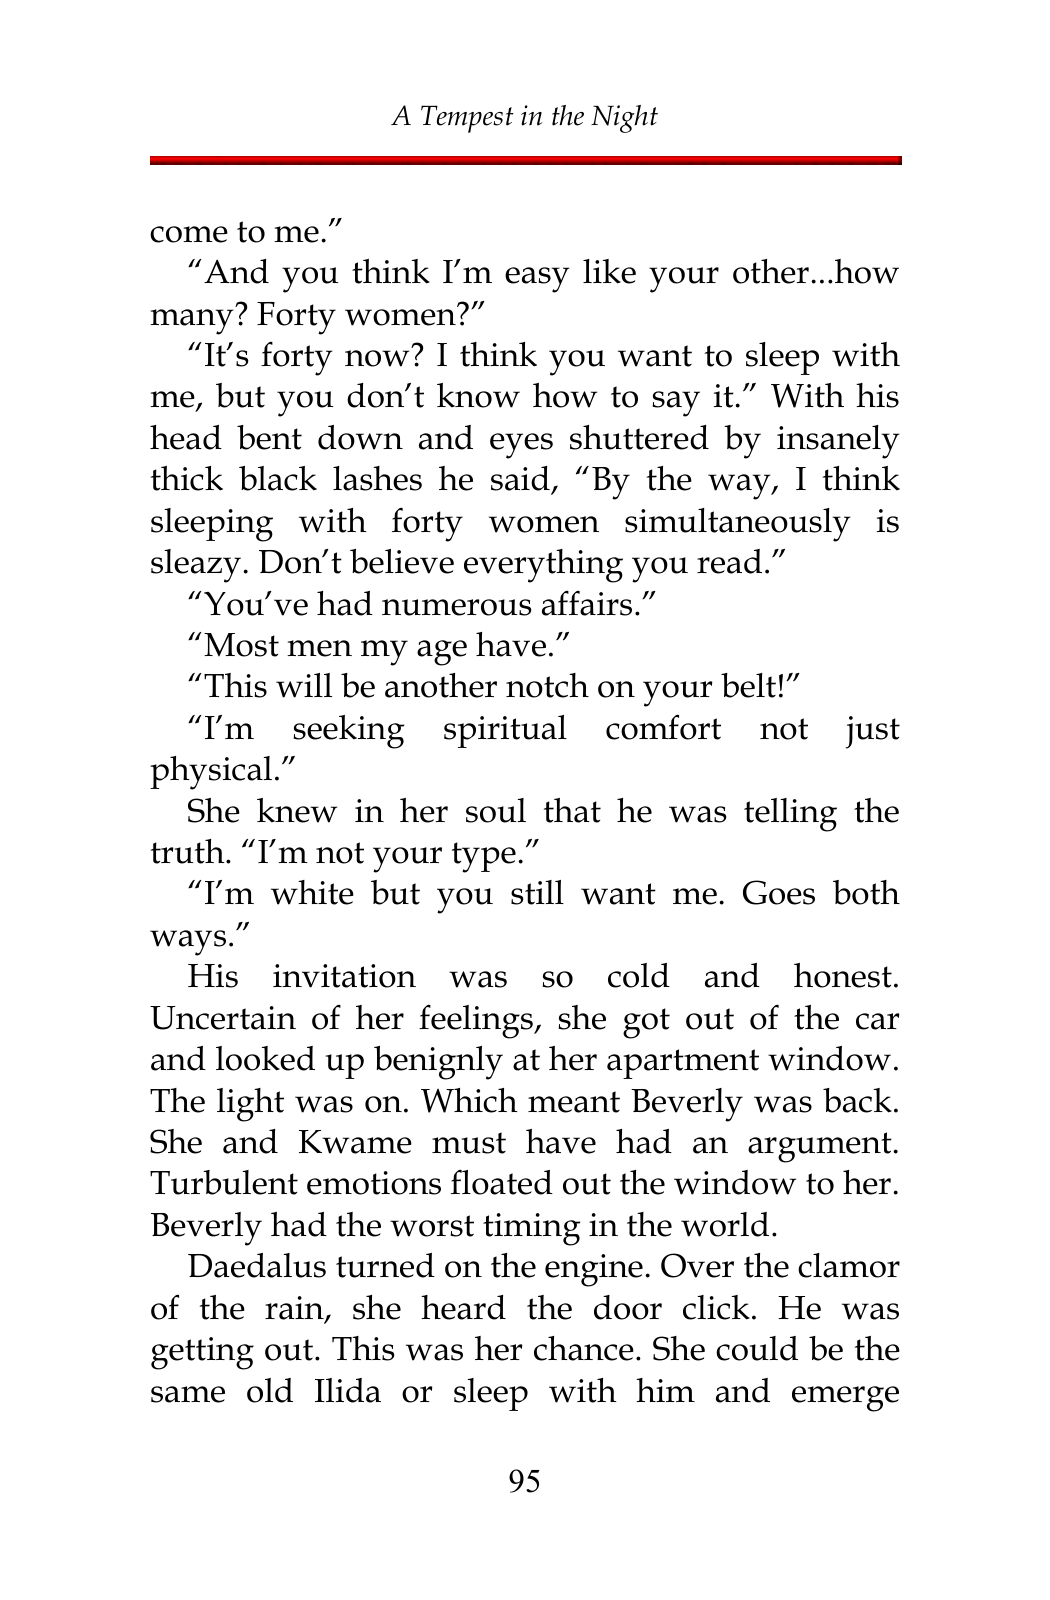 A Tempest in the Night
come to me.”
“And you think I’m easy like your other...how
many? Forty women?”
“It’s forty now? I think you want to sleep with
me, but you don’t know how to say it.” With his
head bent down and eyes shuttered by insanely
thick black lashes he said, “By the way, I think
sleeping with forty women simultaneously is
sleazy. Don’t believe everything you read.”
“You’ve had numerous affairs.”
“Most men my age have.”
“This will be another notch on your belt!”
“I’m seeking spiritual comfort not just
physical.”
She knew in her soul that he was telling the
truth. “I’m not your type.”
“I’m white but you still want me. Goes both
ways.”
His invitation was so cold and honest.
Uncertain of her feelings, she got out of the car
and looked up benignly at her apartment window.
The light was on. Which meant Beverly was back.
She and Kwame must have had an argument.
Turbulent emotions floated out the window to her.
Beverly had the worst timing in the world.
Daedalus turned on the engine. Over the clamor
of the rain, she heard the door click. He was
getting out. This was her chance. She could be the
same old Ilida or sleep with him and emerge
95